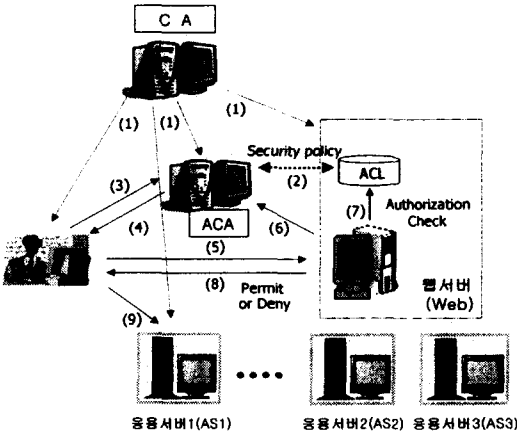 C A
(1) (1) (1)
Security policy
(2)
ACL
(3)
(4)
ACA
(6)
(7) Authorization
Check
(5)
(8)
Permit
or Deny
웹서버
(Web)
(9)
응용서버1(AS1) 응용서버2(AS2) 응용서버3(AS3)